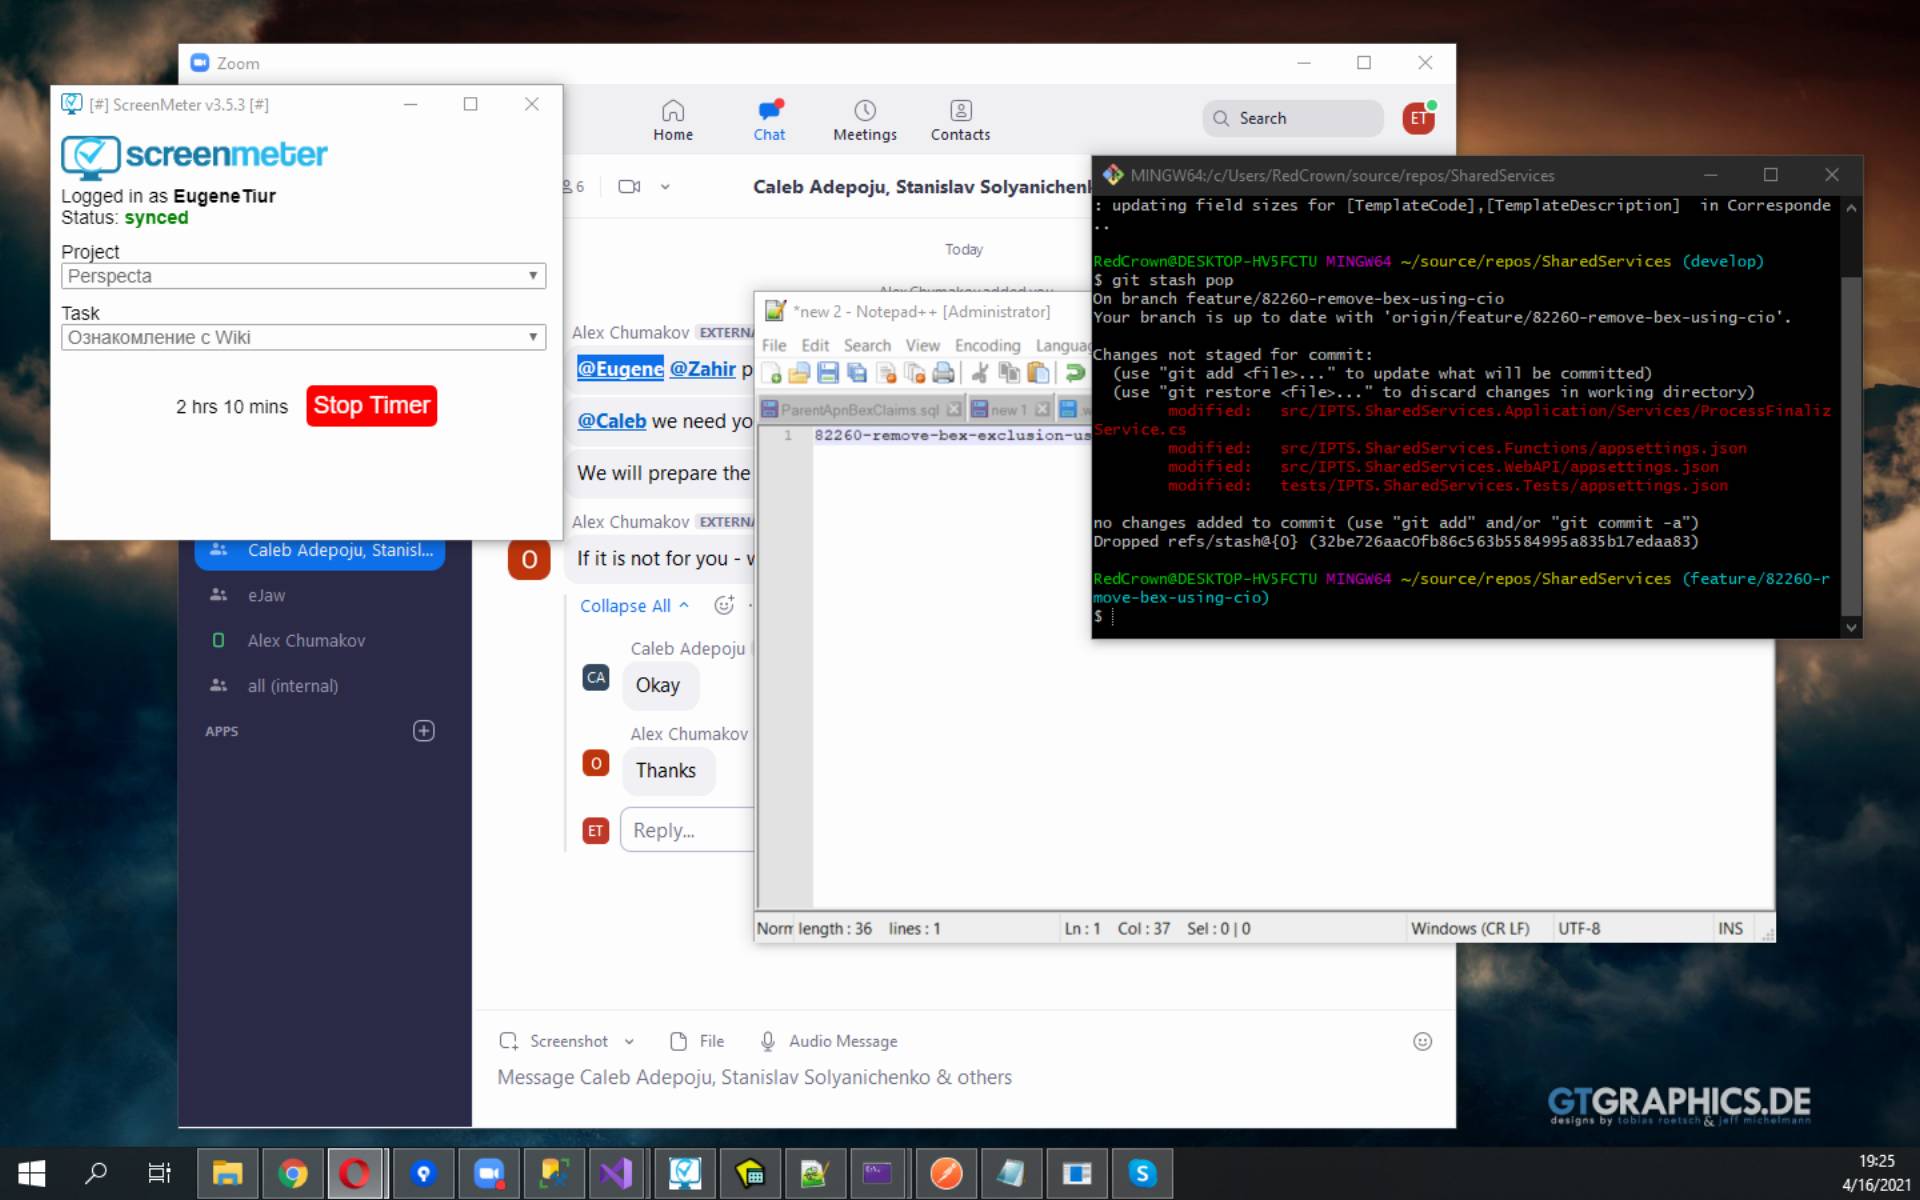 Zoom
Home
Chat
Meetings
Contacts
Search
ET
6
Caleb Adepoju, Stanislav
Today
Alex Chumakov EXTERN
@Eugene @Zahir
@Caleb we need
We will prepare the
Alex Chumakov EXTERN
O
If it is not for you -
Collapse All
Caleb Adepoju
CA
Okay
Alex Chumakov
O
Thanks
ET
Reply...
Caleb Adepoju, Stanisl...
eJaw
Alex Chumakov
all (internal)
APPS
Screenshot
File
Audio Message
Message Caleb Adepoju, Stanislav Solyanichenko & others
[#] ScreenMeter v3.5.3 [#]
screenmeter
Logged in as EugeneTiur
Status: synced
Project
Perspecta
Task
Ознакомление с Wiki
2 hrs 10 mins
Stop Timer
*new 2 - Notepad++ [Administrator]
File Edit Search View Encoding
ParentApnBexClaims.sql
new 1
1
82260-remove-bex-exclusion-us
length : 36 lines : 1
Ln : 1 Col : 37 Sel : 0 | 0
Windows (CR LF)
UTF-8
INS
MINGW64:/c/Users/RedCrown/source/repos/SharedServices
: updating field sizes for [TemplateCode],[TemplateDescription]  in Corresponde
..
RedCrown@DESKTOP-HV5FCTU MINGW64 ~/source/repos/SharedServices (develop)
$ git stash pop
On branch feature/82260-remove-bex-using-cio
Your branch is up to date with 'origin/feature/82260-remove-bex-using-cio'.
Changes not staged for commit:
(use "git add <file>..." to update what will be committed)
(use "git restore <file>..." to discard changes in working directory)
modified: src/IPTS.SharedServices.Application/Services/ProcessFinaliz
Service.cs
modified: src/IPTS.SharedServices.Functions/appsettings.json
modified: src/IPTS.SharedServices.WebAPI/appsettings.json
modified: tests/IPTS.SharedServices.Tests/appsettings.json
no changes added to commit (use "git add" and/or "git commit -a")
Dropped refs/stash@{0} (32be726aac0fb86c563b5584995a835b17edaa83)
RedCrown@DESKTOP-HV5FCTU MINGW64 ~/source/repos/SharedServices (feature/82260-r
move-bex-using-cio)
$
GTGRAPHICS.DE
designs by tobias roetsch & jeff michelmann
19:25
4/16/2021